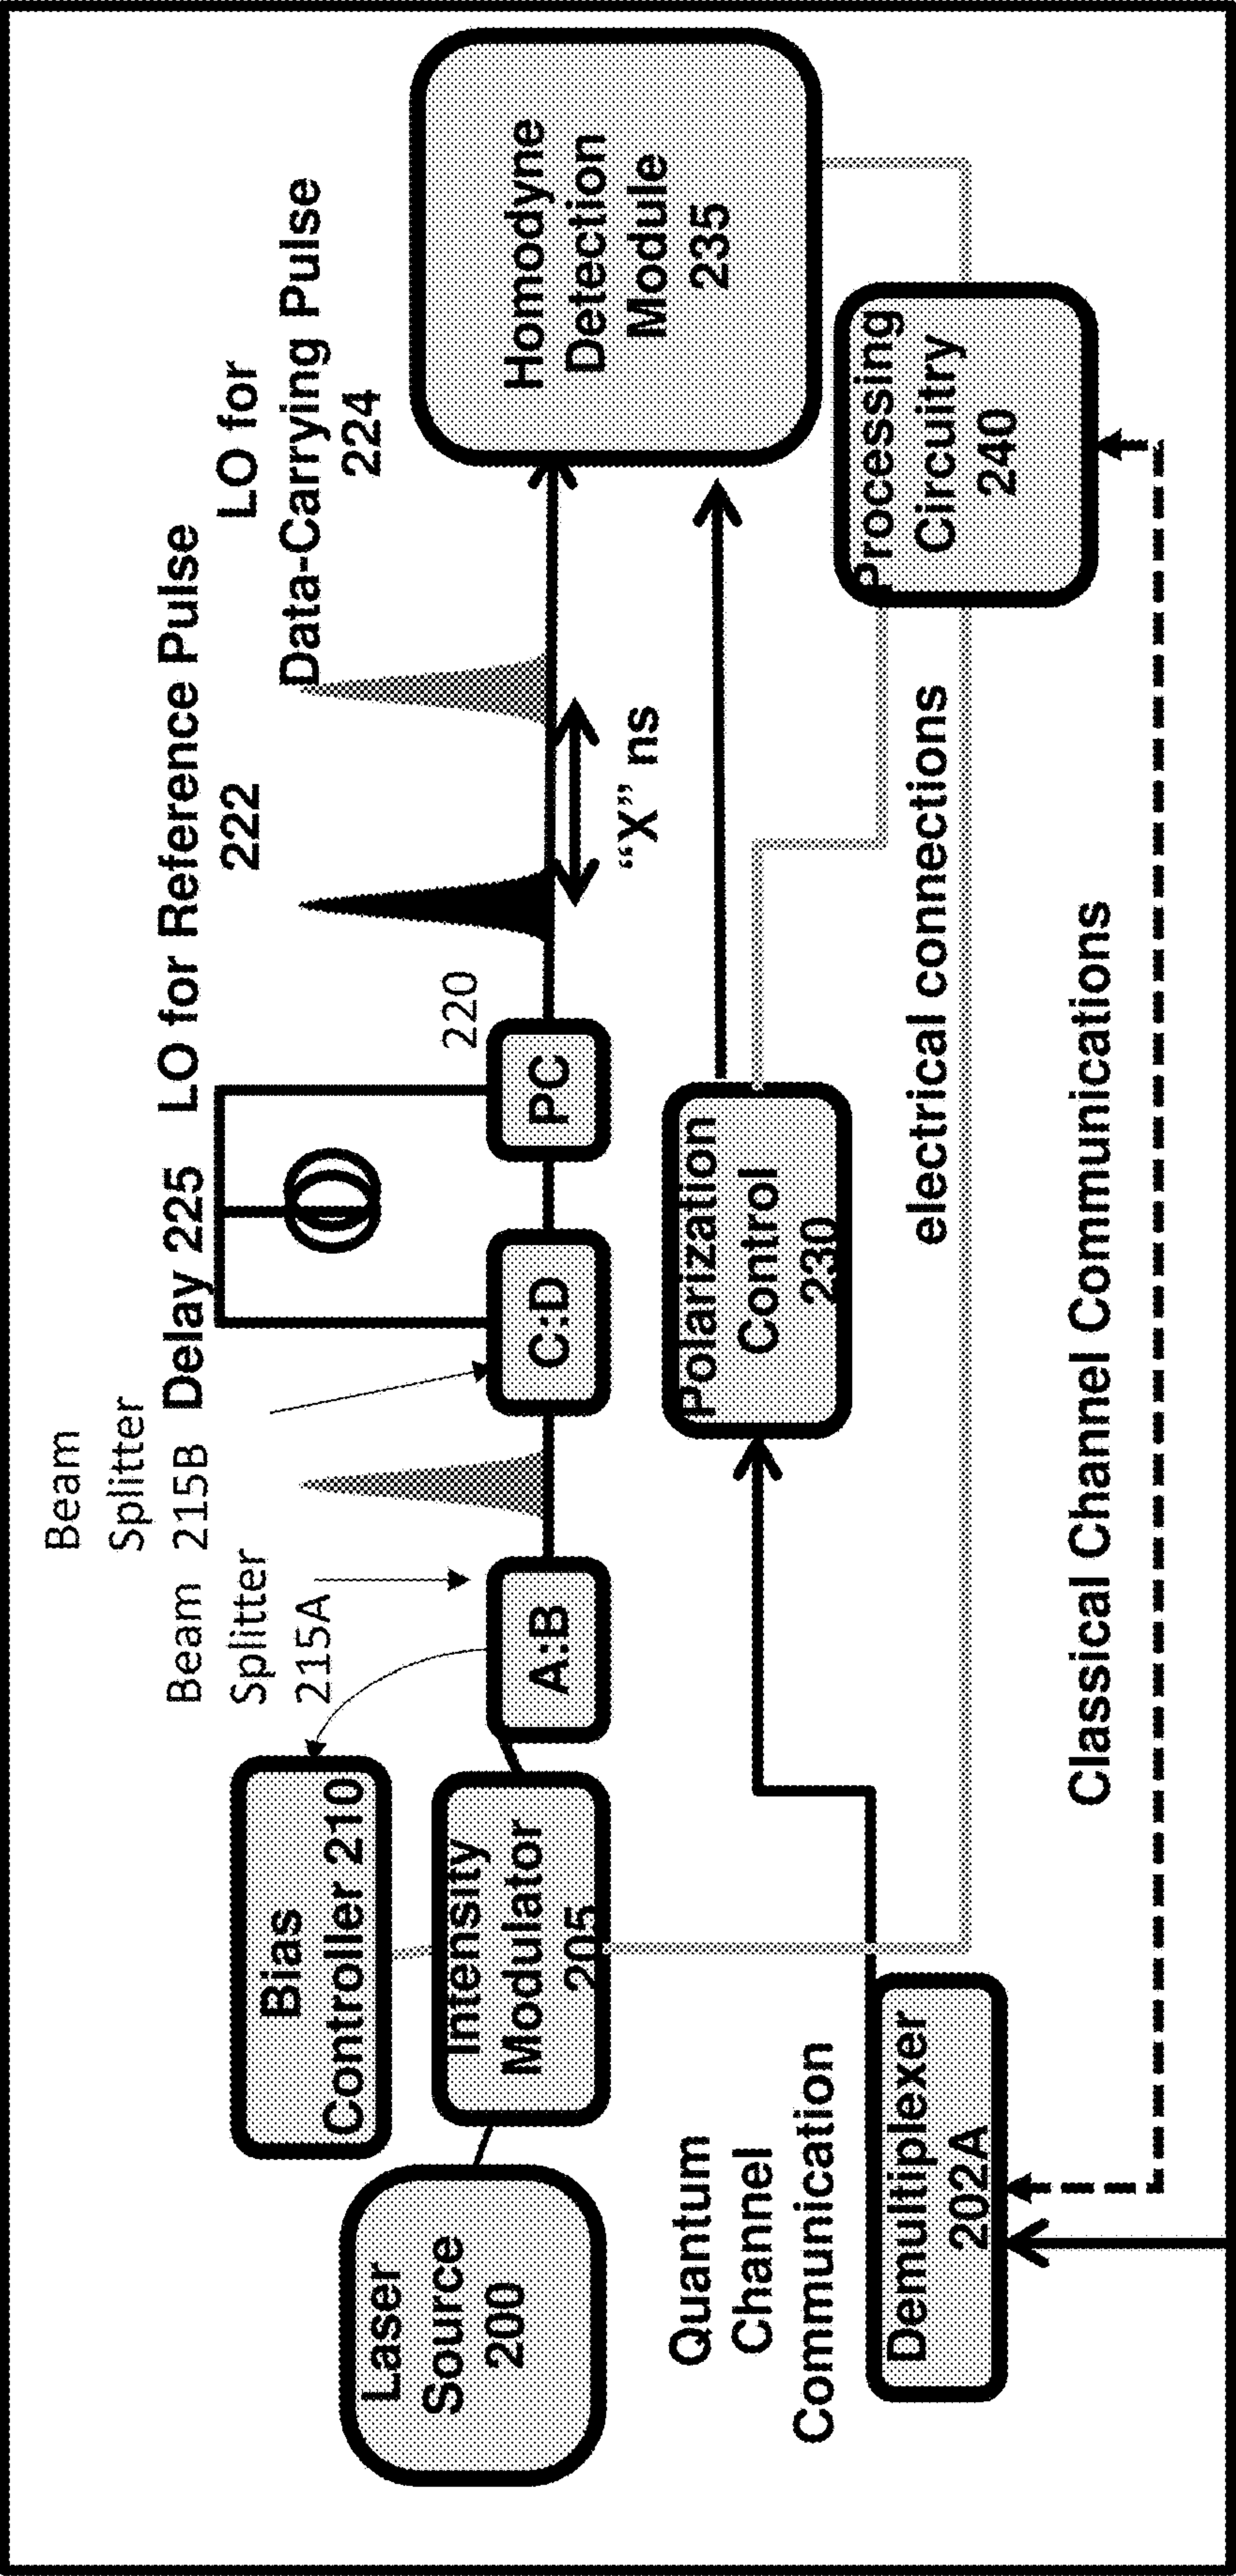 Beam
Splitter
215B
Beam
Splitter
215A
Delay 225
LO for Reference Pulse
222
LO for
Data-Carrying Pulse
224
Bias
Controller 210
Laser
Source
200
Intensity
Modulator
205
A:B
C:D
PC
220
“X” ns
Homodyne
Detection
Module
235
Quantum
Channel
Communication
Polarization
Control
230
Processing
Circuitry
240
electrical connections
Demultiplexer
202A
Classical Channel Communications